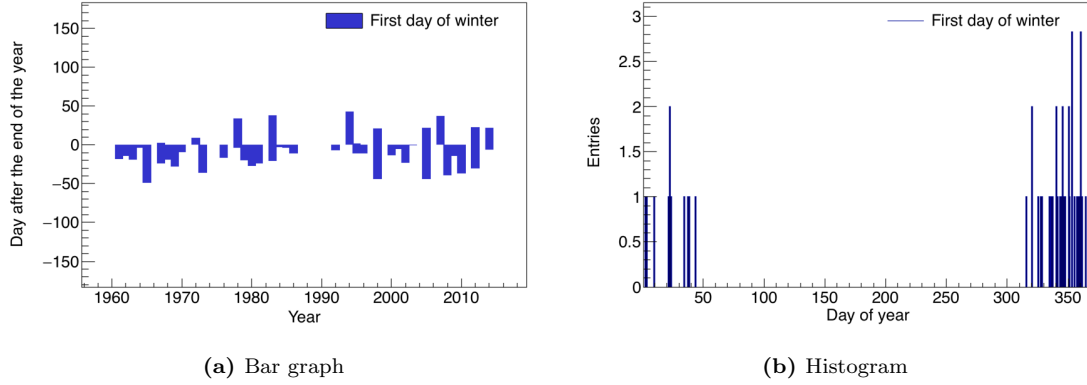 First day of winter
Day after the end of the year
150
100
50
0
−50
−100
−150
1960 1970 1980 1990 2000 2010
Year
(a) Bar graph
First day of winter
Entries
3
2.5
2
1.5
1
0.5
0
50 100 150 200 250 300 350
Day of year
(b) Histogram